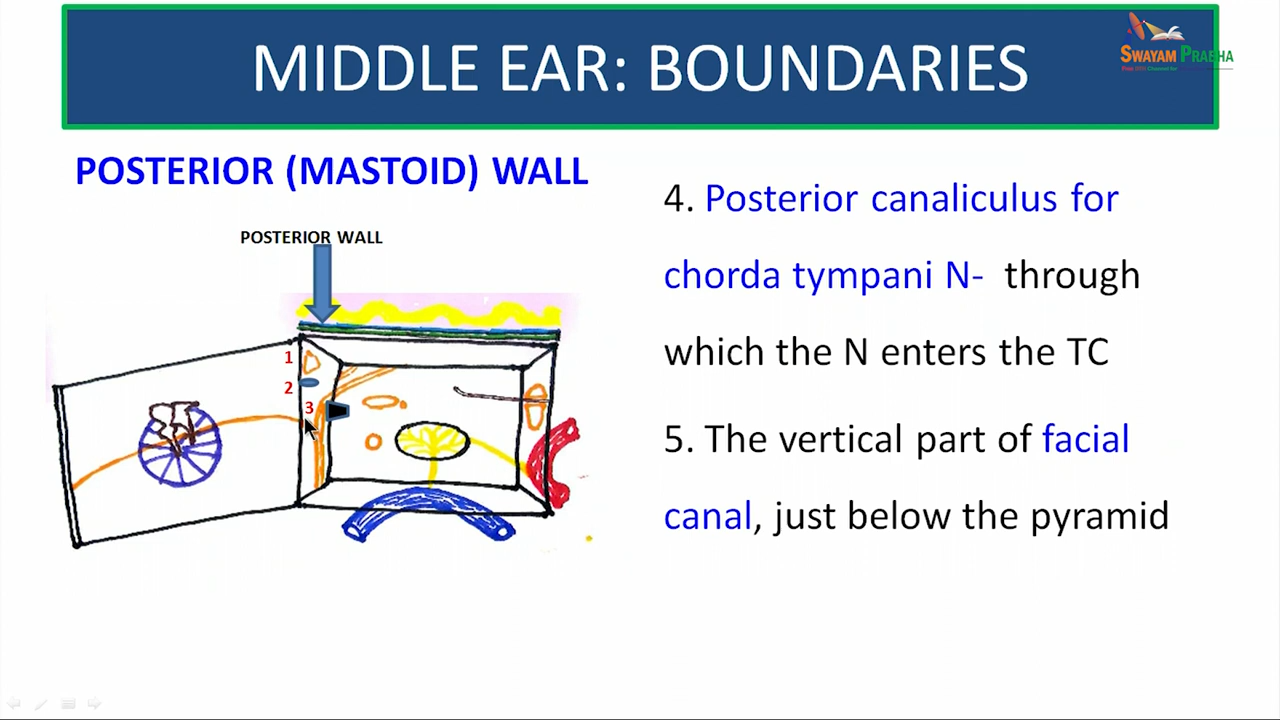 MIDDLE EAR: BOUNDARIES
SWAYAM PRABHA
POSTERIOR (MASTOID) WALL
POSTERIOR WALL
1
2
3
4. Posterior canaliculus for
chorda tympani N- through
which the N enters the TC
5. The vertical part of facial
canal, just below the pyramid